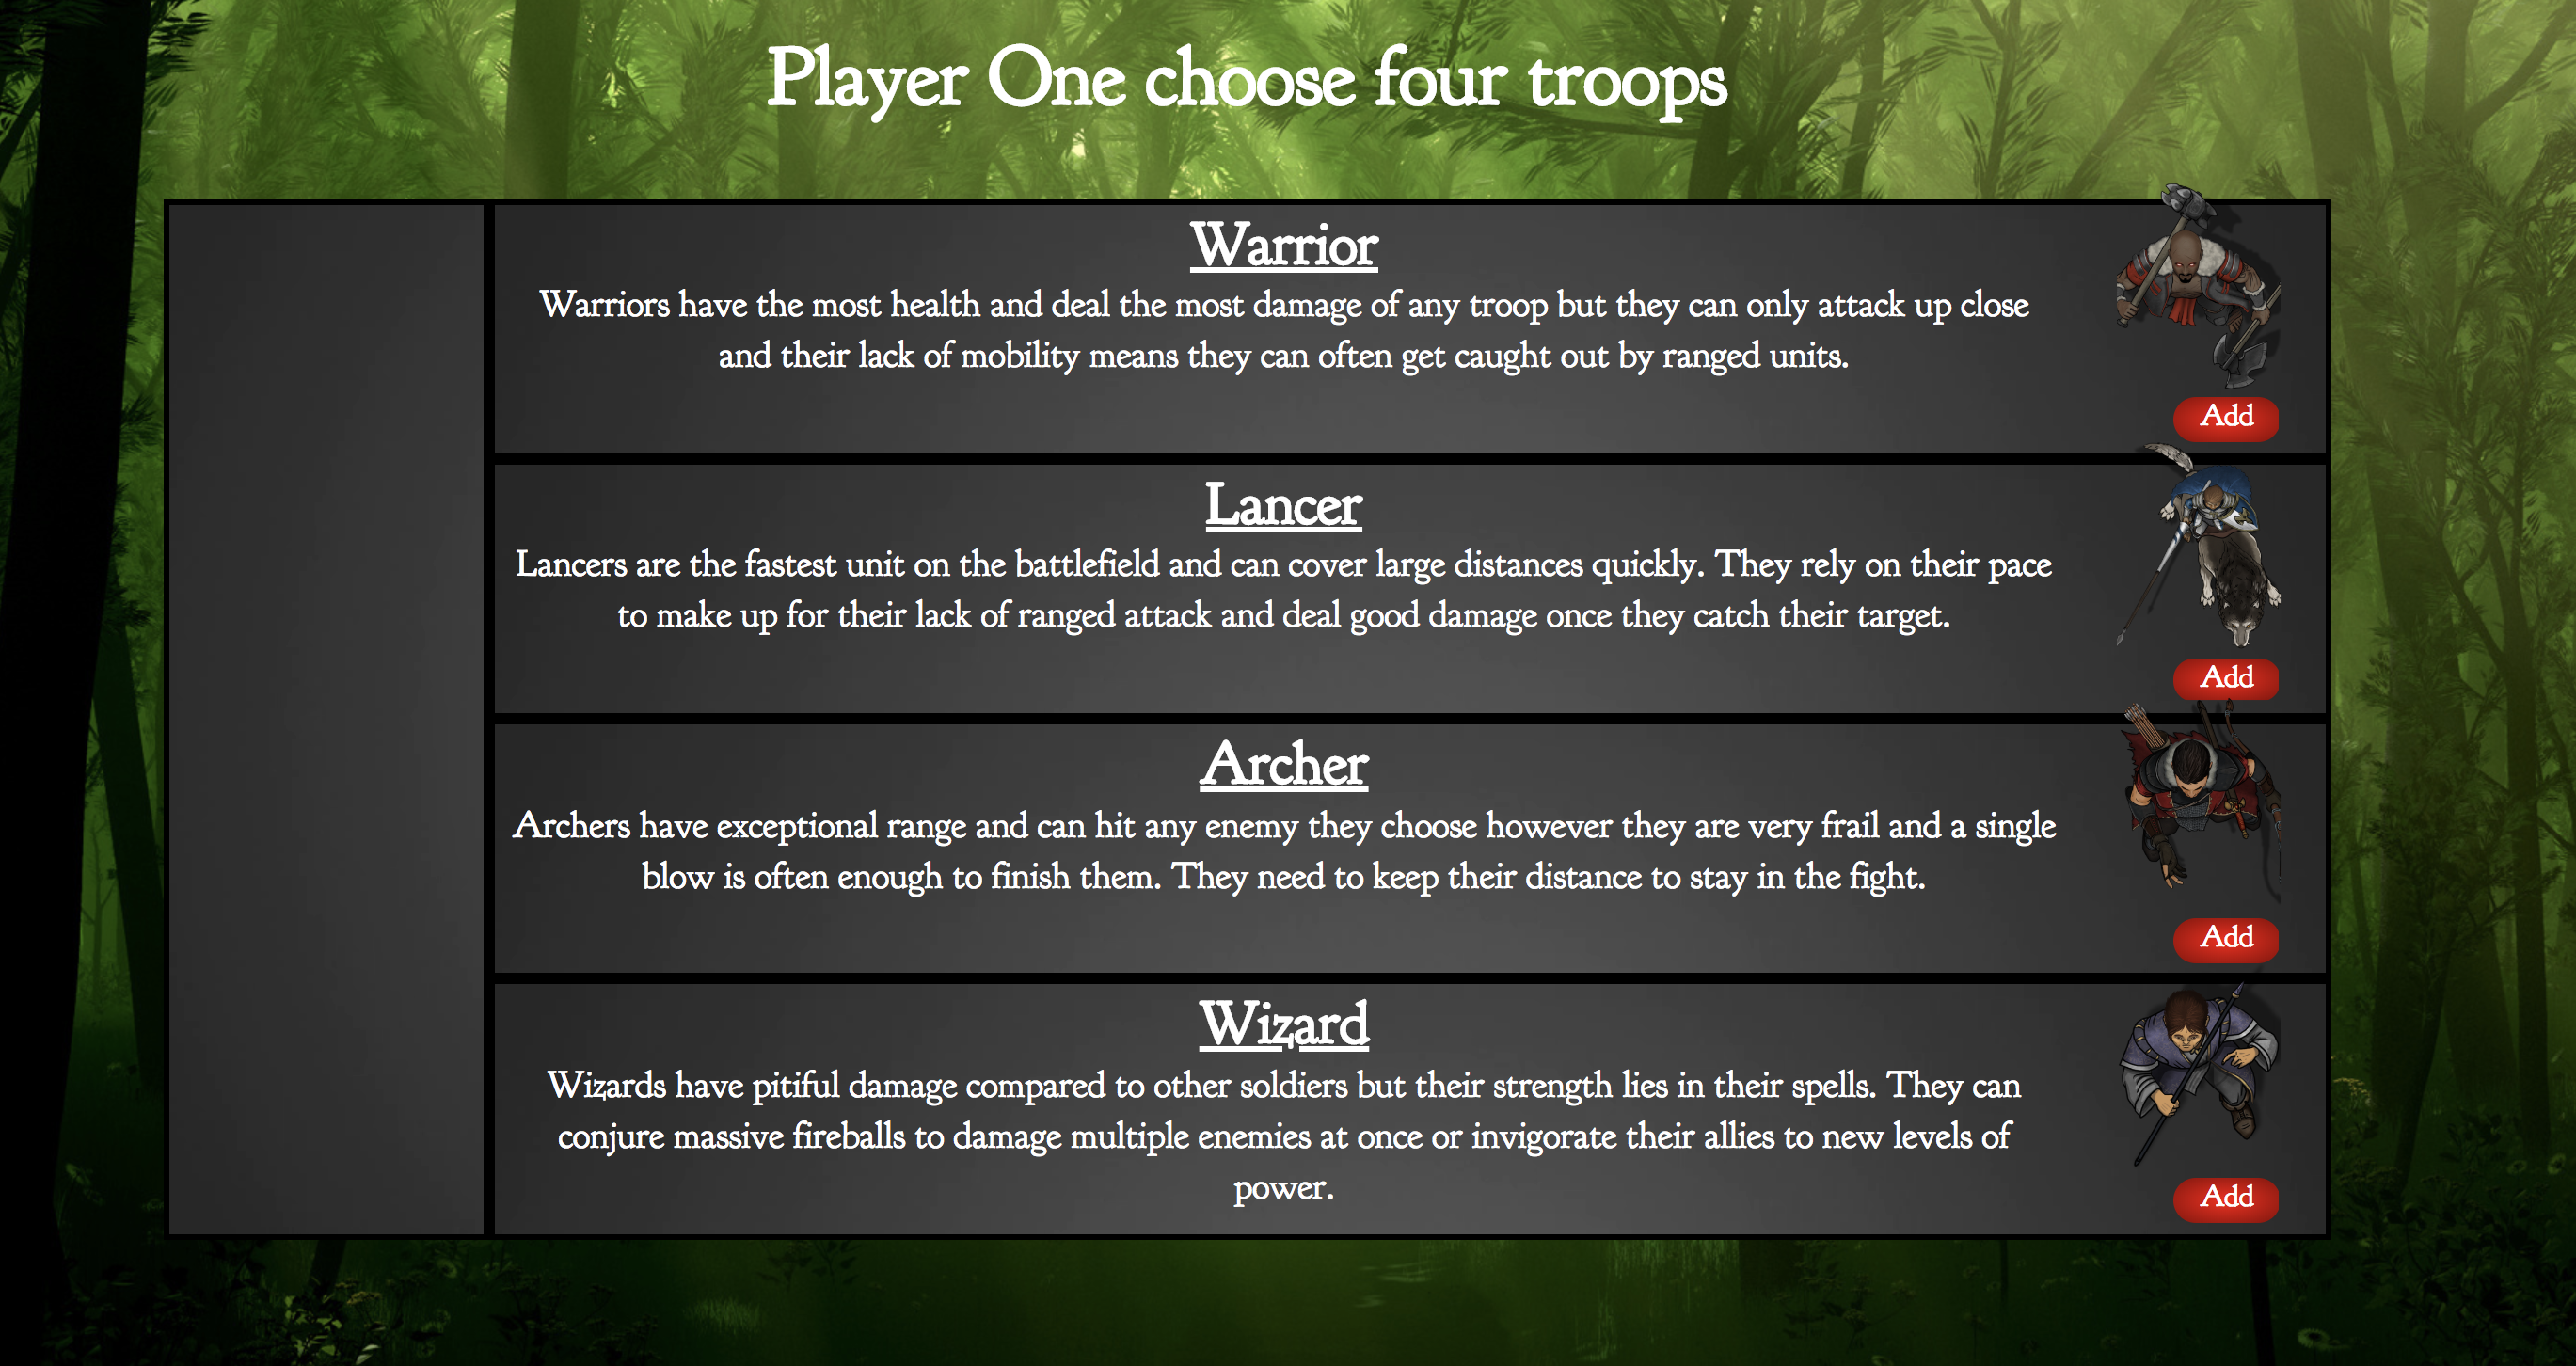 Player One choose four troops
Warrior
Warriors have the most health and deal the most damage of any troop but they can only attack up close
and their lack of mobility means they can often get caught out by ranged units.
Add
Lancer
Lancers are the fastest unit on the battlefield and can cover large distances quickly. They rely on their pace
to make up for their lack of ranged attack and deal good damage once they catch their target.
Add
Archer
Archers have exceptional range and can hit any enemy they choose however they are very frail and a single
blow is often enough to finish them. They need to keep their distance to stay in the fight.
Add
Wizard
Wizards have pitiful damage compared to other soldiers but their strength lies in their spells. They can
conjure massive fireballs to damage multiple enemies at once or invigorate their allies to new levels of
power.
Add